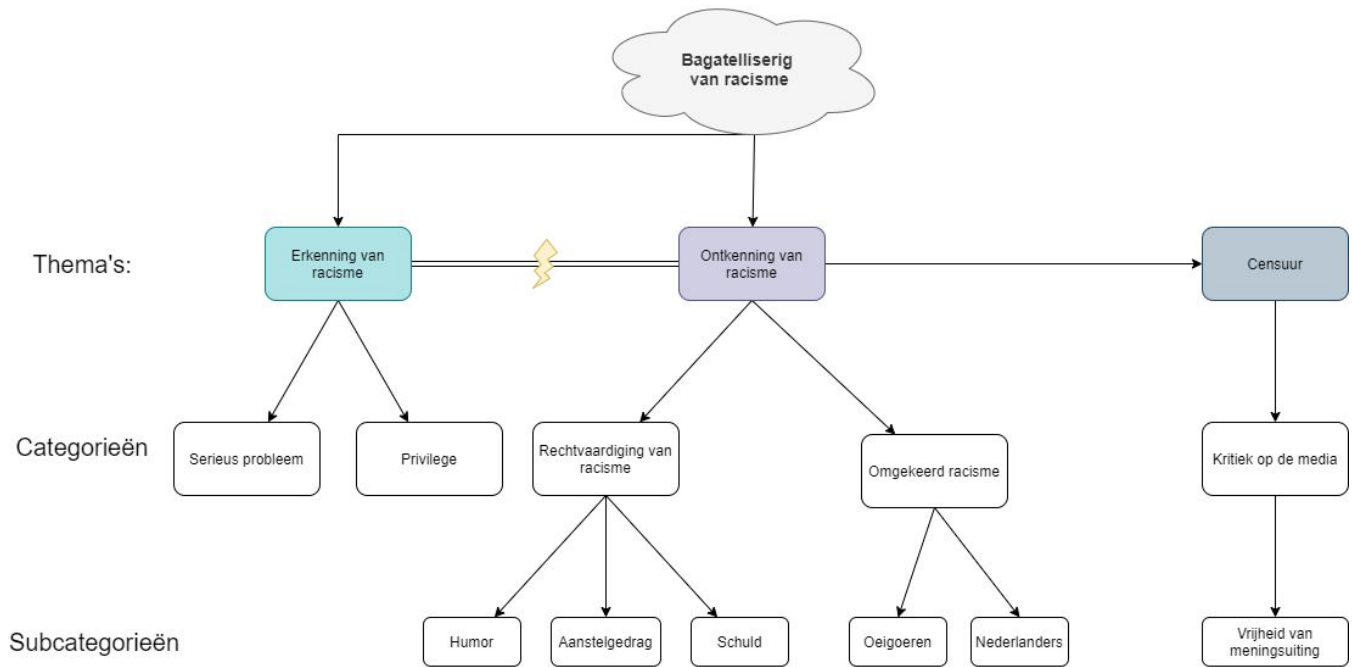 Bagatelliserig
van racisme
Thema's:
Erkenning van
racisme
Ontkenning van
racisme
Censuur
Categorieën
Serieus probleem
Privilege
Rechtvaardiging van
racisme
Omgekeerd racisme
Kritiek op de media
Subcategorieën
Humor
Aanstelgedrag
Schuld
Oeigoeren
Nederlanders
Vrijheid van
meningsuiting